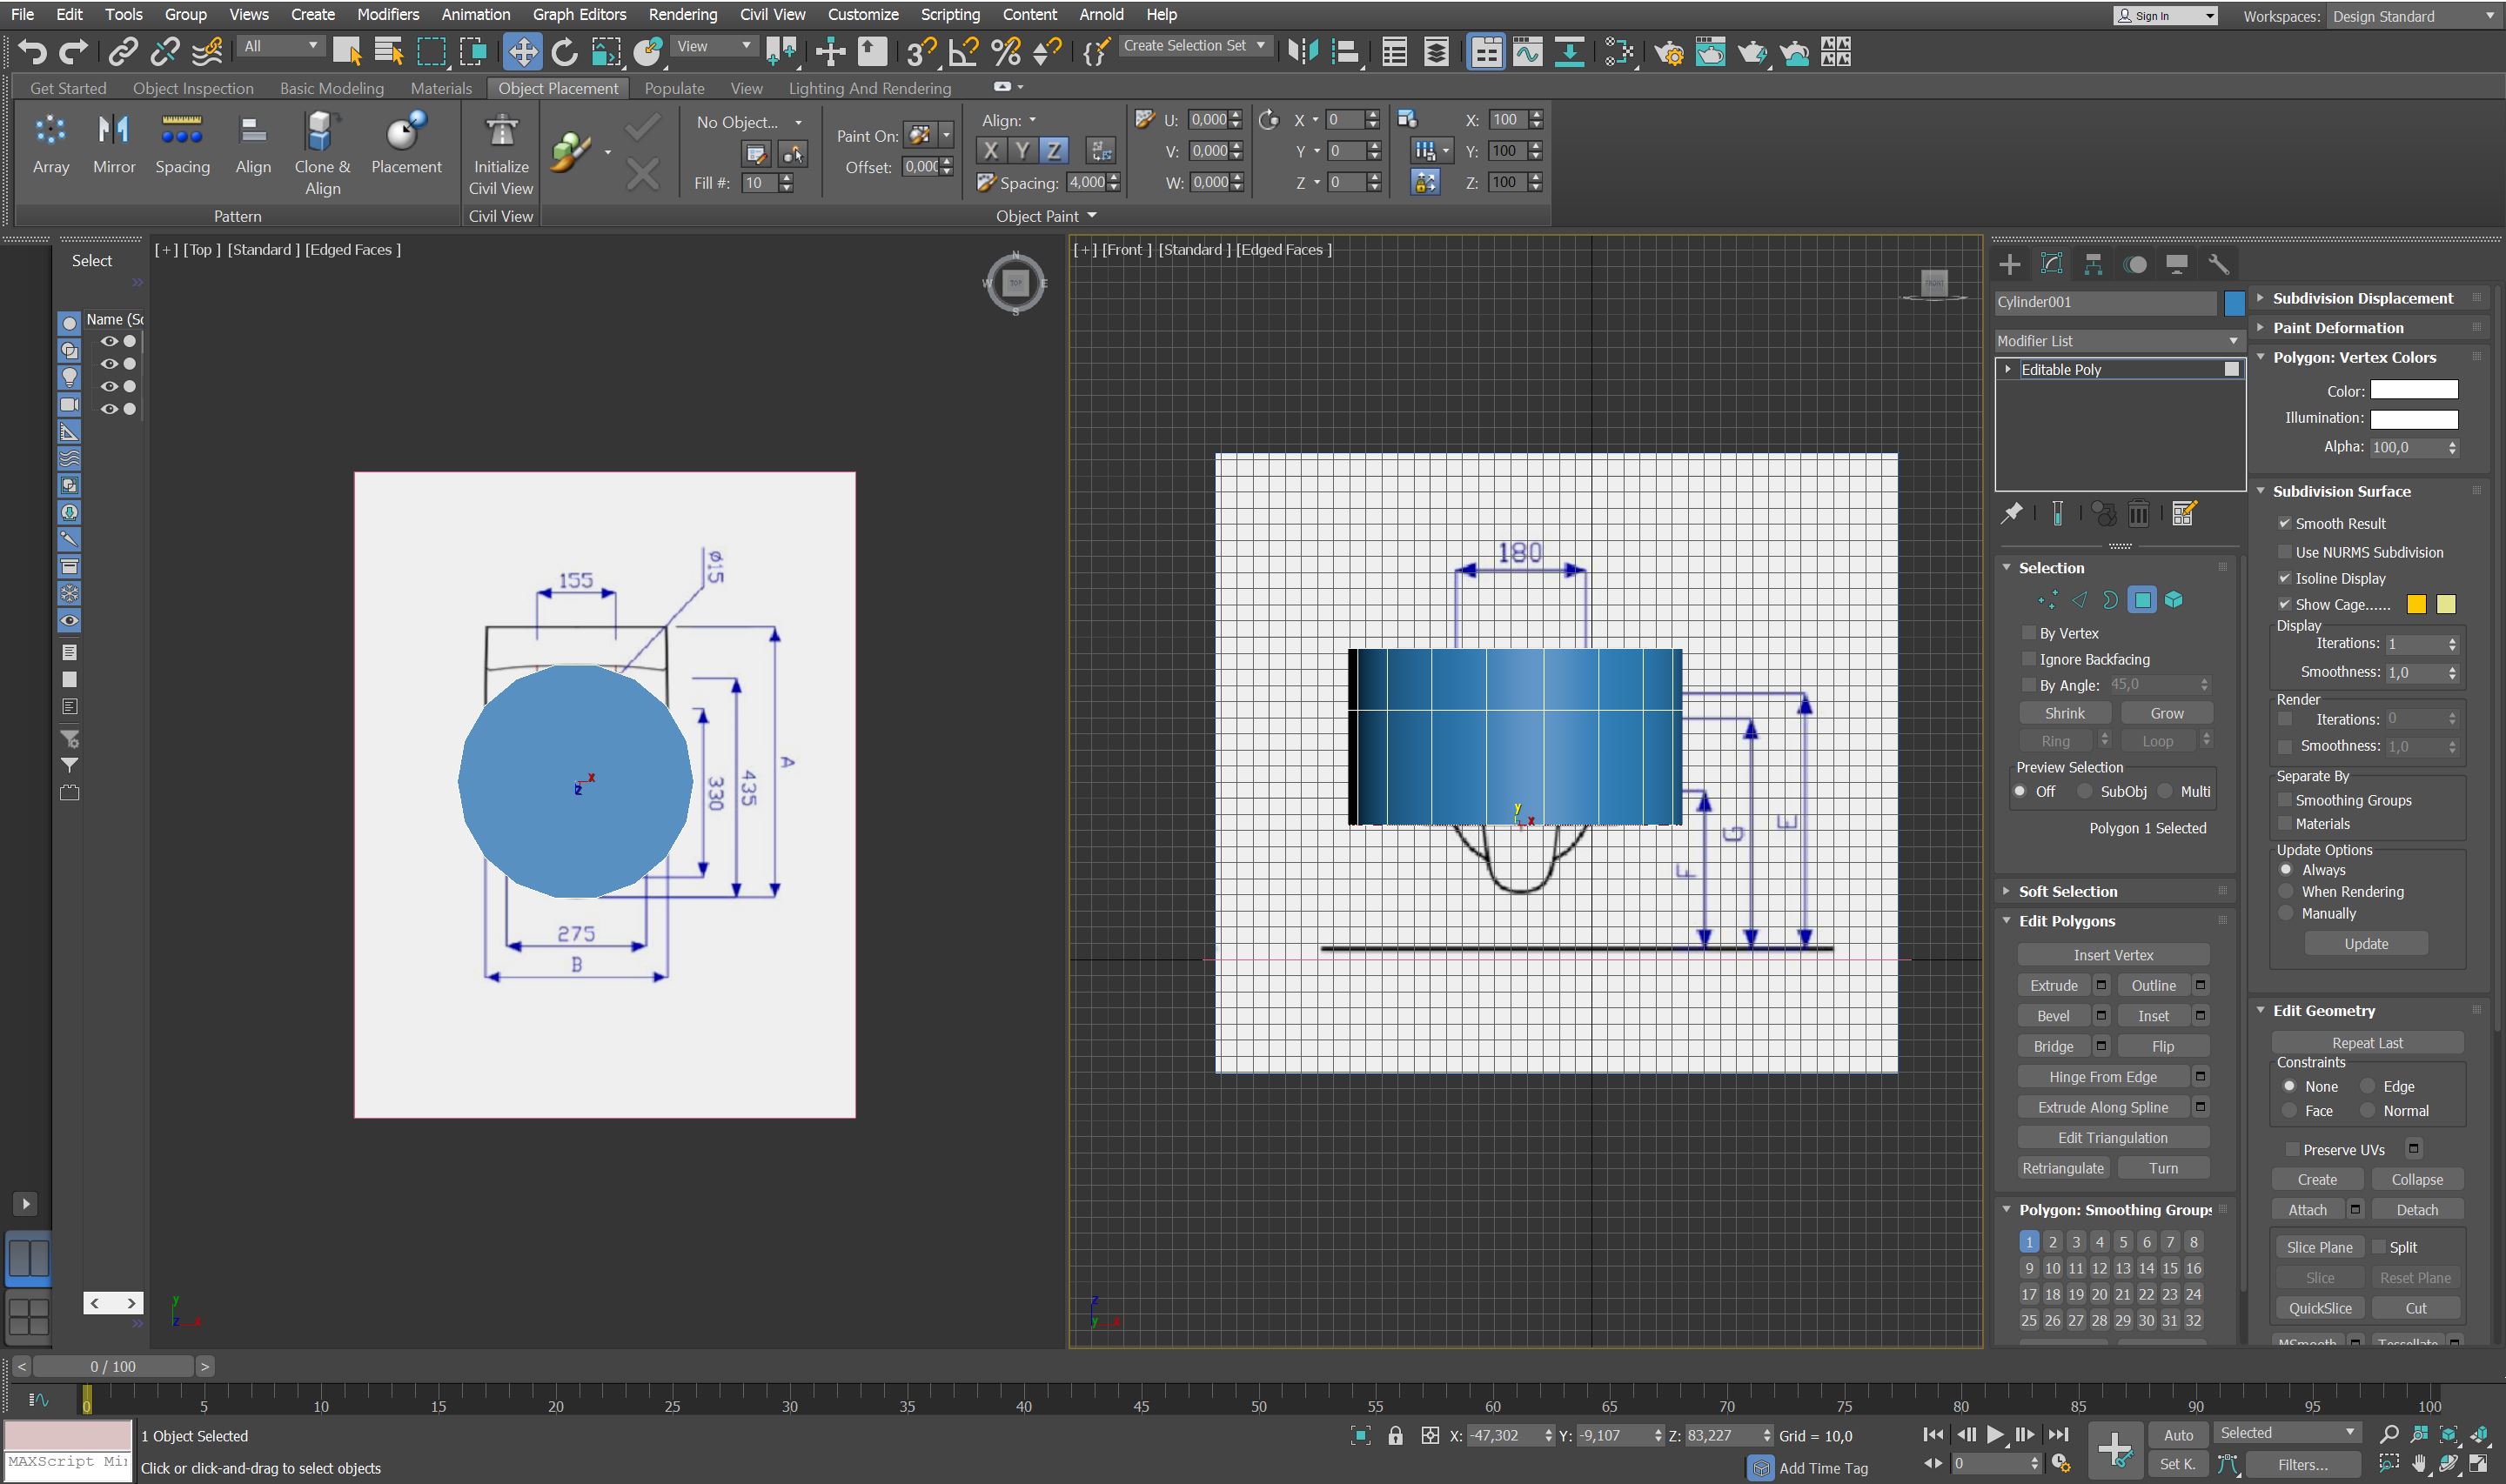 File Edit Tools Group Views Create Modifiers Animation Graph Editors Rendering Civil View Customize Scripting Content Arnold Help
Sign In Workspaces: Design Standard
All View 3 Create Selection Set
Get Started Object Inspection Basic Modeling Materials Object Placement Populate View Lighting And Rendering
Array Mirror Spacing Align Clone & Align Placement
Pattern
Initialize Civil View
Civil View
No Object...
Fill #: 10
Paint On:
Offset: 0,000
Align:
X Y Z
Spacing: 4,000
U: 0,000
V: 0,000
W: 0,000
X 0
Y 0
Z 0
X: 100
Y: 100
Z: 100
Object Paint
Select
Name (So
[+] [Top ] [Standard ] [Edged Faces ]
N
W TOP E
S
155
ø15
A
435
330
275
B
x
z
y
z x
[+] [Front ] [Standard ] [Edged Faces ]
FRONT
180
F
G
E
y
x
z
y x
Cylinder001
Modifier List
Editable Poly
Selection
By Vertex
Ignore Backfacing
By Angle: 45,0
Shrink Grow
Ring Loop
Preview Selection
Off SubObj Multi
Polygon 1 Selected
Soft Selection
Edit Polygons
Insert Vertex
Extrude Outline
Bevel Inset
Bridge Flip
Hinge From Edge
Extrude Along Spline
Edit Triangulation
Retriangulate Turn
Polygon: Smoothing Groups
1 2 3 4 5 6 7 8
9 10 11 12 13 14 15 16
17 18 19 20 21 22 23 24
25 26 27 28 29 30 31 32
Subdivision Displacement
Paint Deformation
Polygon: Vertex Colors
Color:
Illumination:
Alpha: 100,0
Subdivision Surface
Smooth Result
Use NURMS Subdivision
Isoline Display
Show Cage......
Display
Iterations: 1
Smoothness: 1,0
Render
Iterations: 0
Smoothness: 1,0
Separate By
Smoothing Groups
Materials
Update Options
Always
When Rendering
Manually
Update
Edit Geometry
Repeat Last
Constraints
None Edge
Face Normal
Preserve UVs
Create Collapse
Attach Detach
Slice Plane Split
Slice Reset Plane
QuickSlice Cut
MSmooth Tessellate
< 0 / 100 >
0 5 10 15 20 25 30 35 40 45 50 55 60 65 70 75 80 85 90 95 100
1 Object Selected
X: -47,302 Y: -9,107 Z: 83,227 Grid = 10,0
Auto Selected
MAXScript Mi
Click or click-and-drag to select objects
Add Time Tag
0
Set K. Filters...